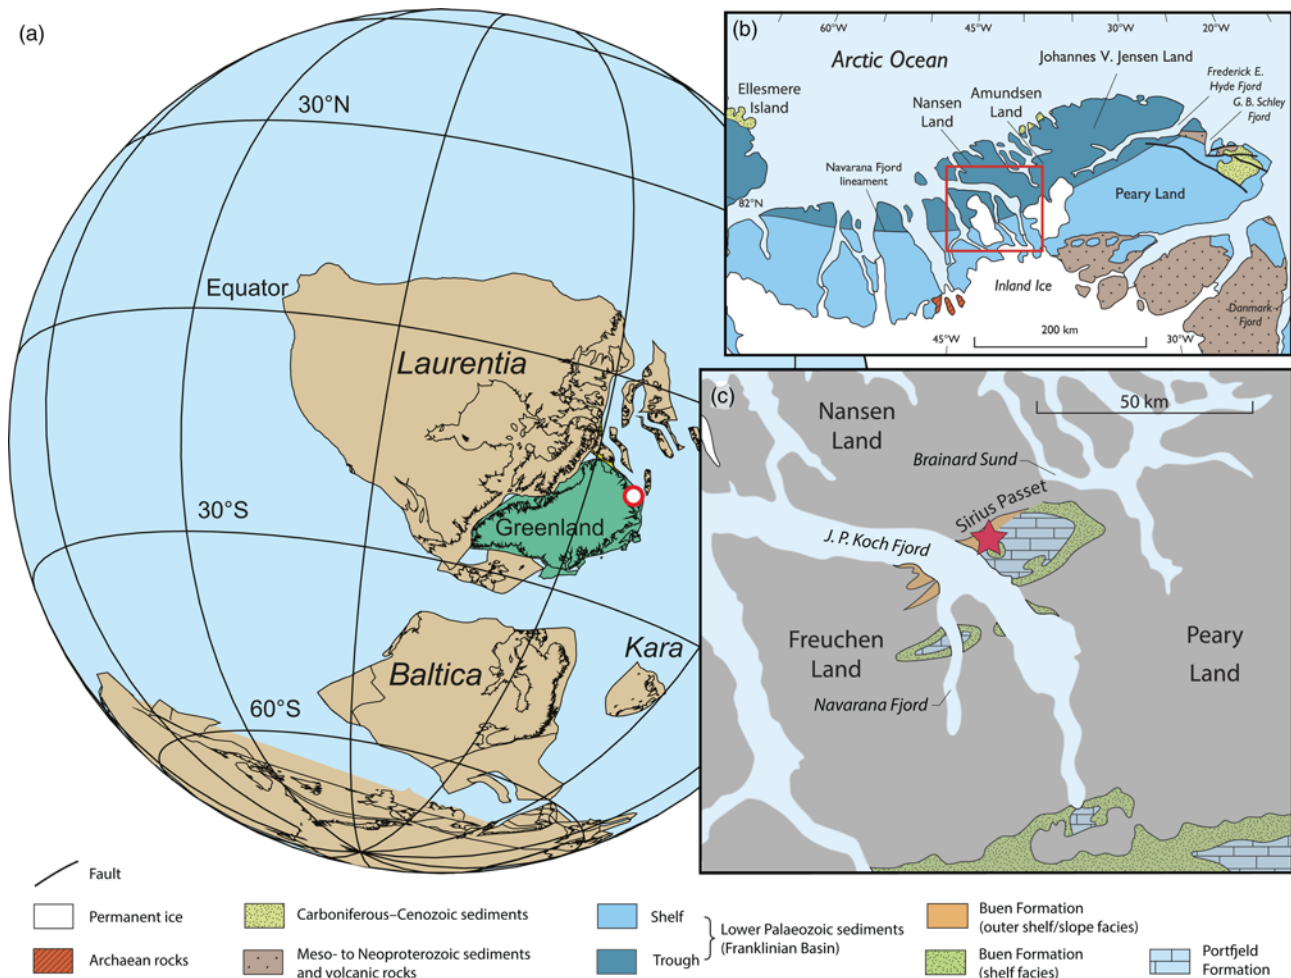 (a)
30°N
Equator
Laurentia
30°S
Greenland
Baltica
Kara
60°S
(b)
60°W
45°W
30°W
20°W
Arctic Ocean
Johannes V. Jensen Land
Ellesmere
Island
Nansen
Land
Amundsen
Land
Frederick E.
Hyde Fjord
G. B. Schley
Fjord
Navarana Fjord
lineament
82°N
Peary Land
Inland Ice
Danmark
Fjord
45°W
200 km
30°W
(c)
50 km
Nansen
Land
Brainard Sund
Sirius Passet
J. P. Koch Fjord
Freuchen
Land
Peary
Land
Navarana Fjord
Fault
Permanent ice
Archaean rocks
Carboniferous–Cenozoic sediments
Meso- to Neoproterozoic sediments
and volcanic rocks
Shelf
Trough
Lower Palaeozoic sediments
(Franklinian Basin)
Buen Formation
(outer shelf/slope facies)
Buen Formation
(shelf facies)
Portfjeld
Formation